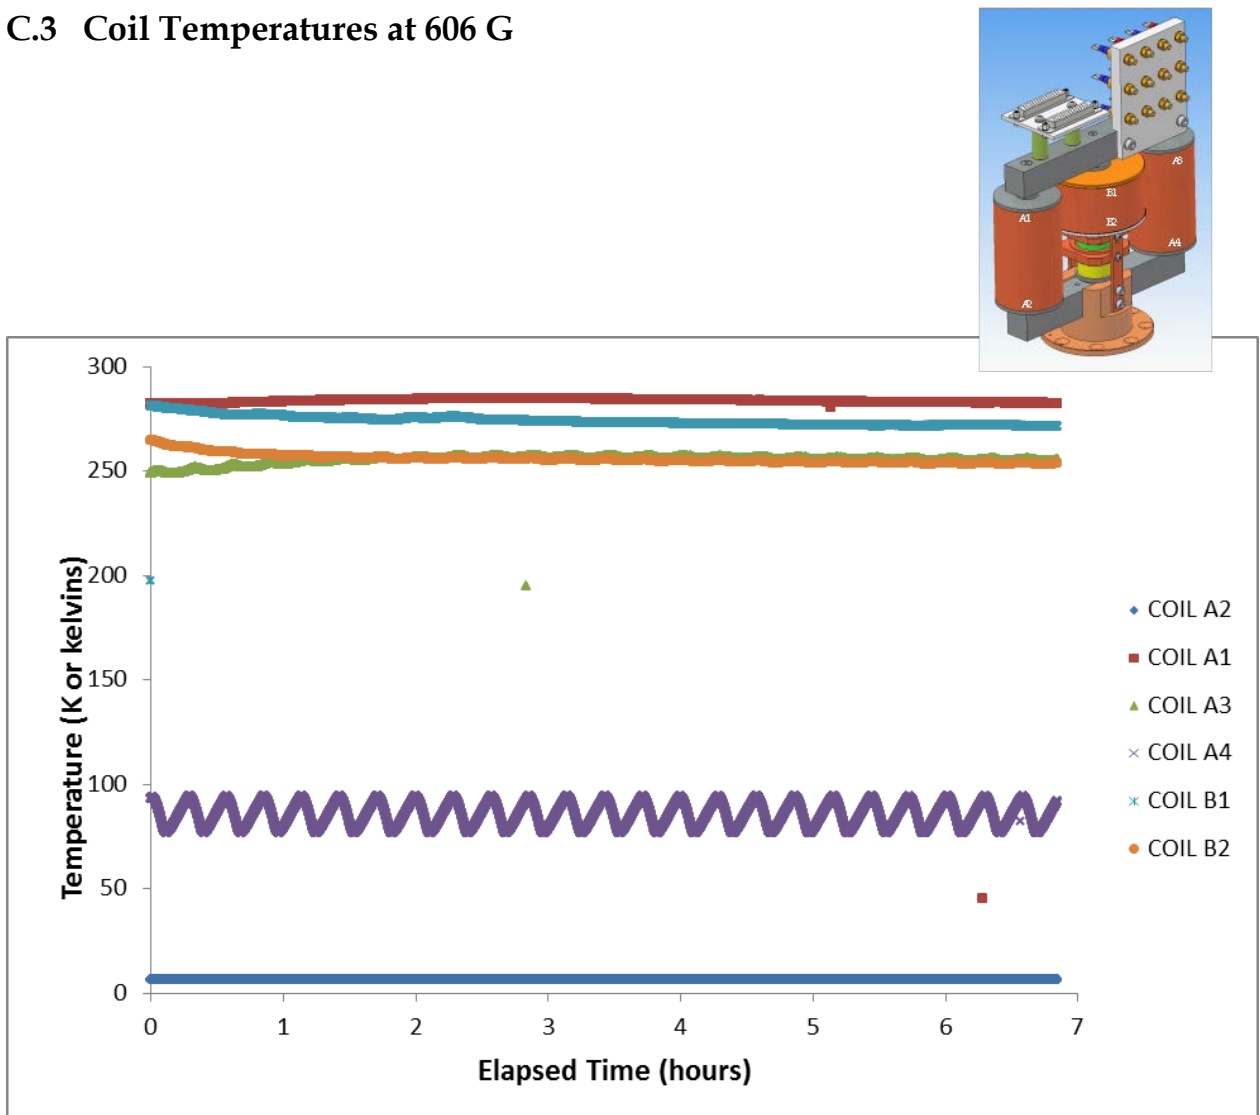 C.3 Coil Temperatures at 606 G
A3
B1
A1
B2
A4
A2
300
250
200
150
100
50
0
0 1 2 3 4 5 6 7
Temperature (K or kelvins)
Elapsed Time (hours)
COIL A2
COIL A1
COIL A3
COIL A4
COIL B1
COIL B2